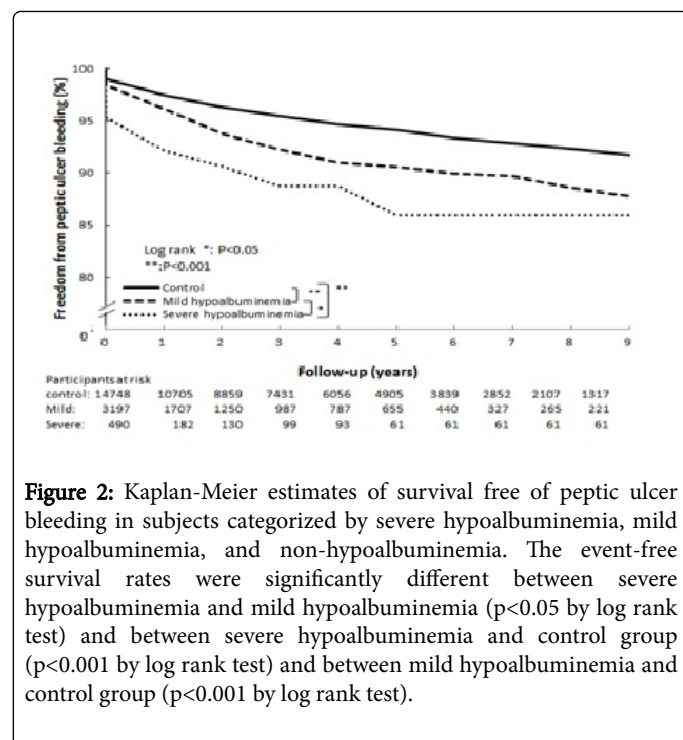 100
95
90
85
80
0
Freedom from peptic ulcer bleeding (%)
Log rank *: P<0.05
**:P<0.001
Control
Mild hypoalbuminemia
Severe hypoalbuminemia
** *
**
0 1 2 3 4 5 6 7 8 9
Follow-up (years)
Participants at risk
control: 14748 10705 8859 7431 6056 4905 3839 2852 2107 1317
Mild: 3197 1707 1250 987 787 655 440 327 265 221
Severe: 490 182 130 99 93 61 61 61 61 61
Figure 2: Kaplan-Meier estimates of survival free of peptic ulcer
bleeding in subjects categorized by severe hypoalbuminemia, mild
hypoalbuminemia, and non-hypoalbuminemia. The event-free
survival rates were significantly different between severe
hypoalbuminemia and mild hypoalbuminemia (p<0.05 by log rank
test) and between severe hypoalbuminemia and control group
(p<0.001 by log rank test) and between mild hypoalbuminemia and
control group (p<0.001 by log rank test).